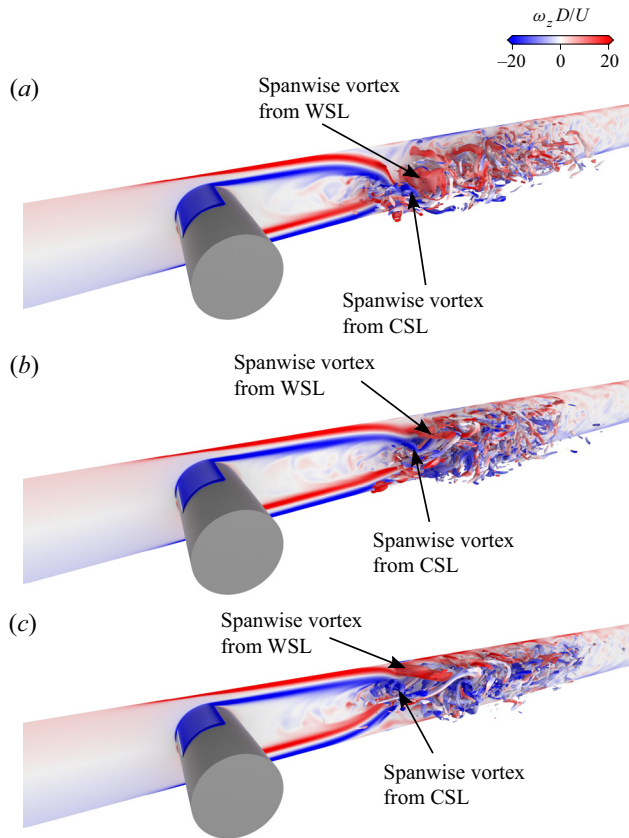 ω_z D/U
–20 0 20
(a)
Spanwise vortex
from WSL
Spanwise vortex
from CSL
(b)
Spanwise vortex
from WSL
Spanwise vortex
from CSL
(c)
Spanwise vortex
from WSL
Spanwise vortex
from CSL